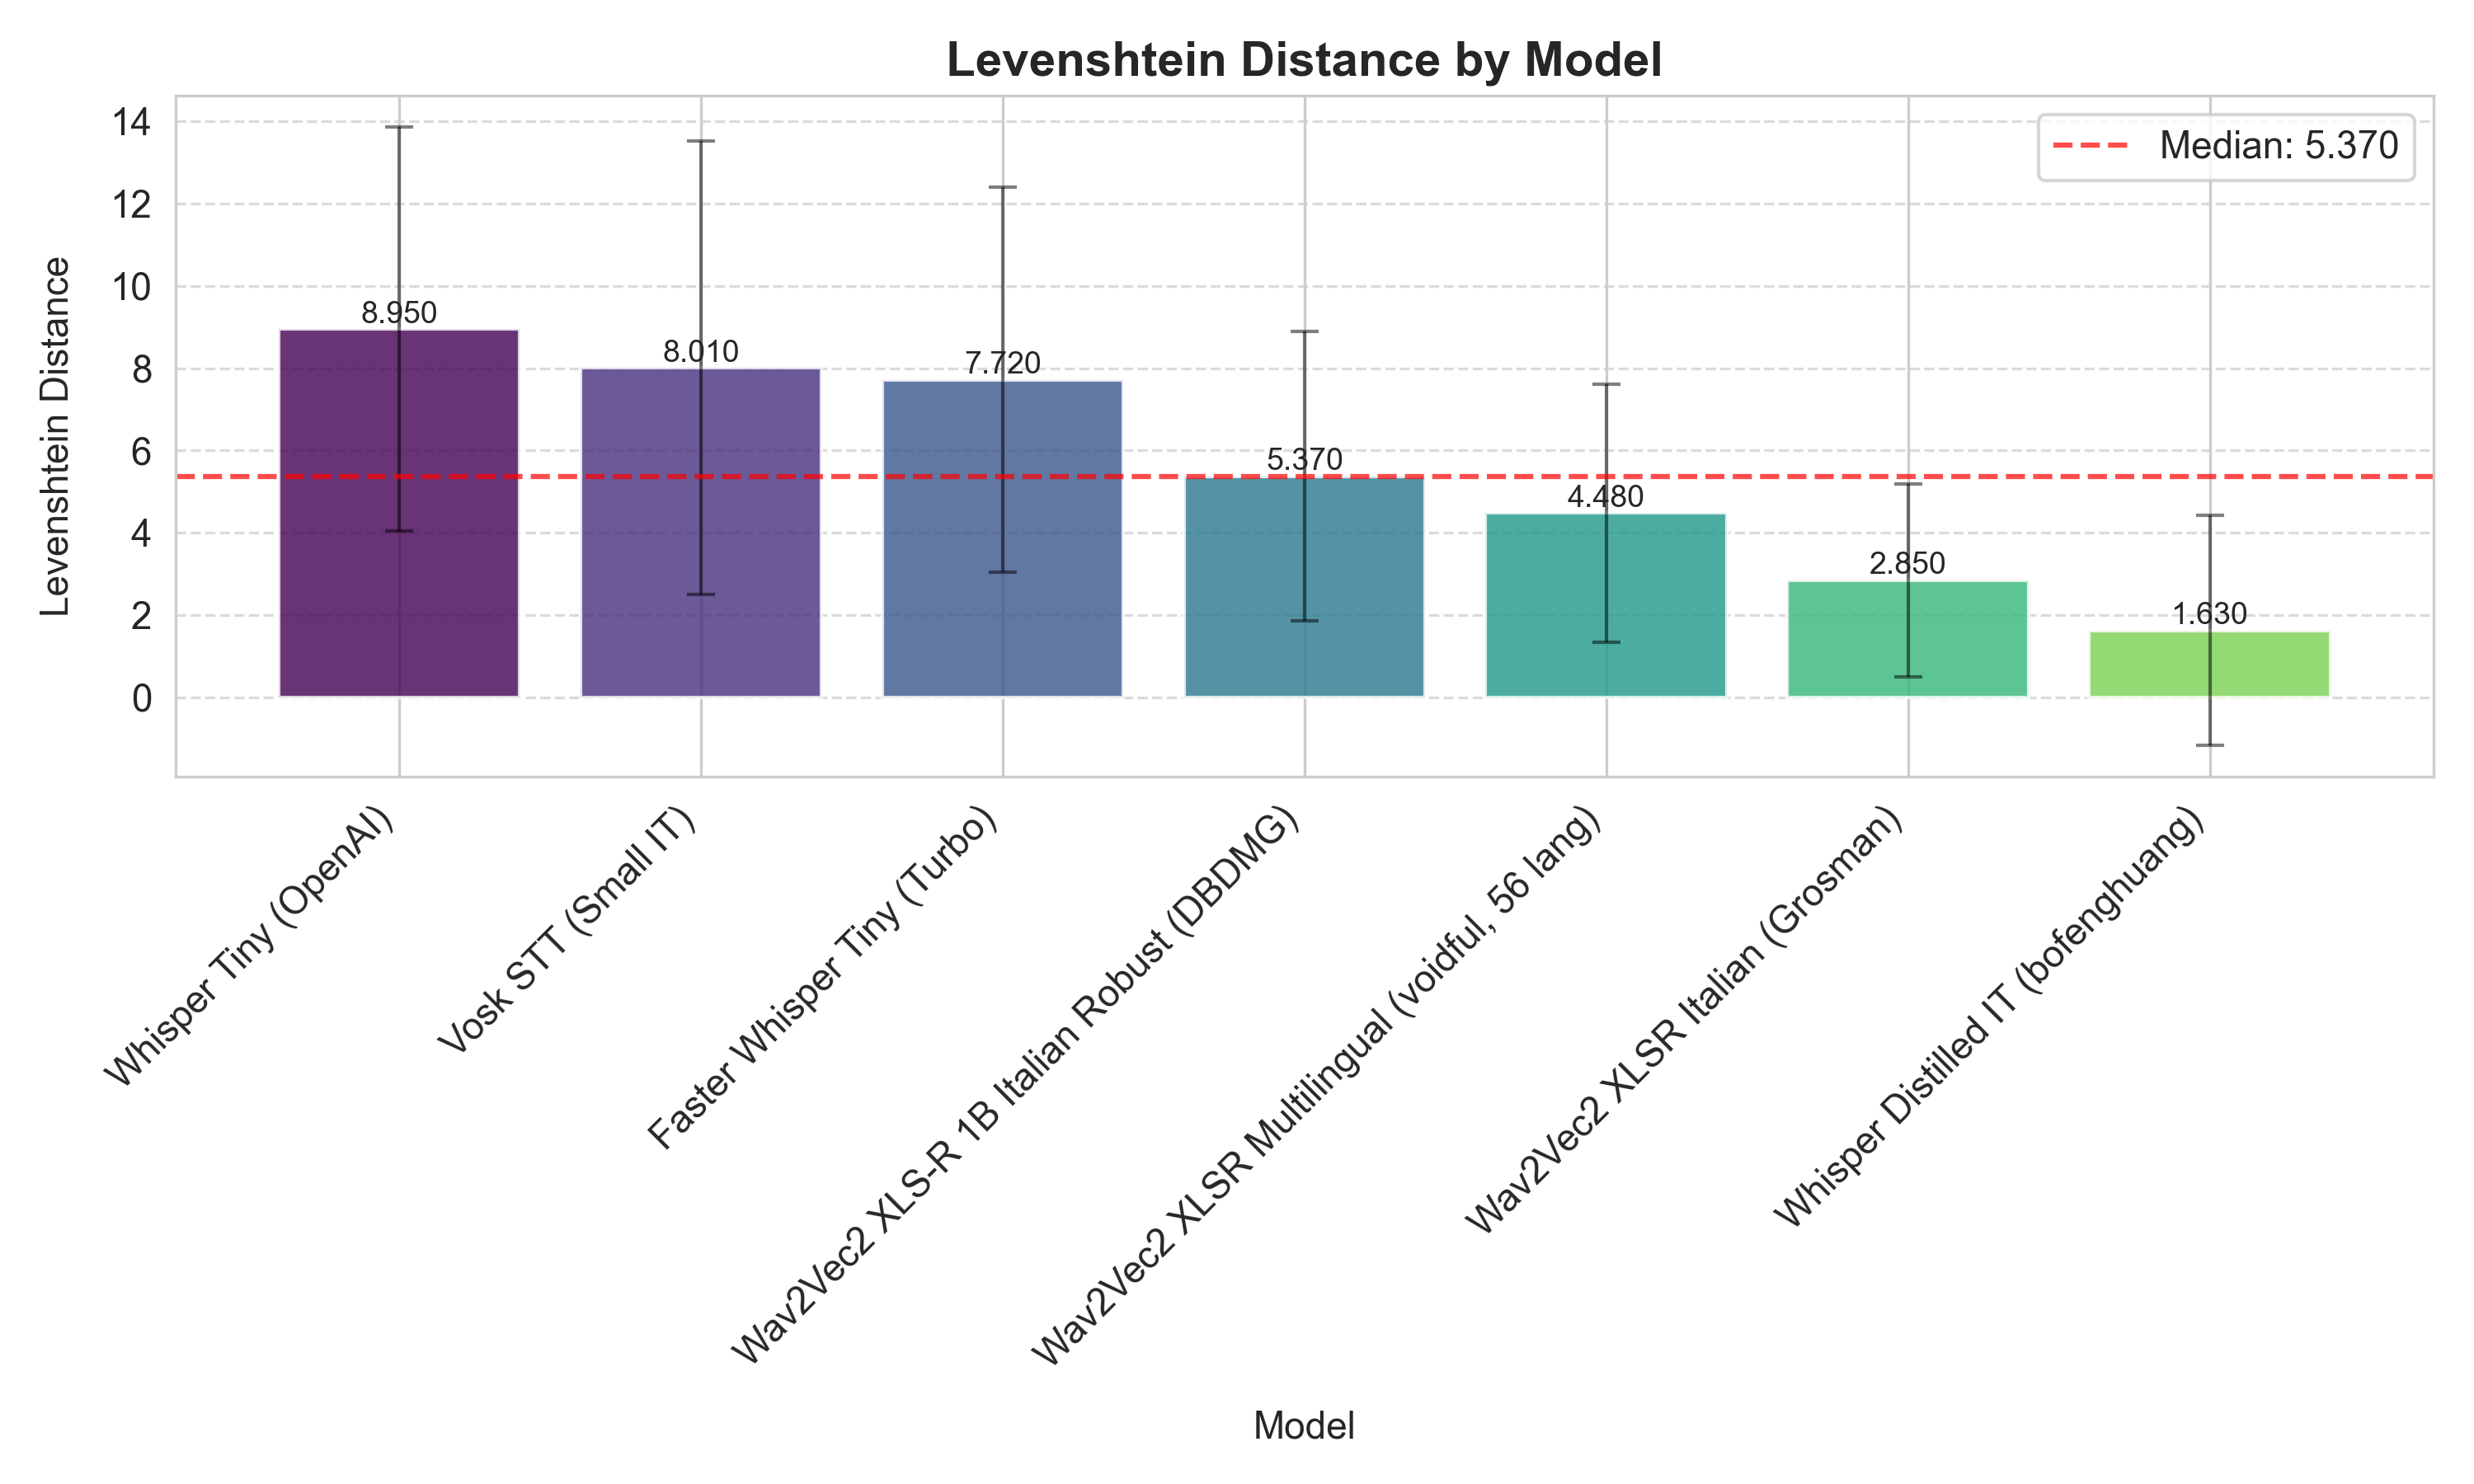 Levenshtein Distance by Model
Median: 5.370
Levenshtein Distance
14
12
10
8
6
4
2
0
8.950
8.010
7.720
5.370
4.480
2.850
1.630
Whisper Tiny (OpenAI)
Vosk STT (Small IT)
Faster Whisper Tiny (Turbo)
Wav2Vec2 XLS-R 1B Italian Robust (DBDMG)
Wav2Vec2 XLSR Multilingual (voidful, 56 lang)
Wav2Vec2 XLSR Italian (Grosman)
Whisper Distilled IT (bofenghuang)
Model